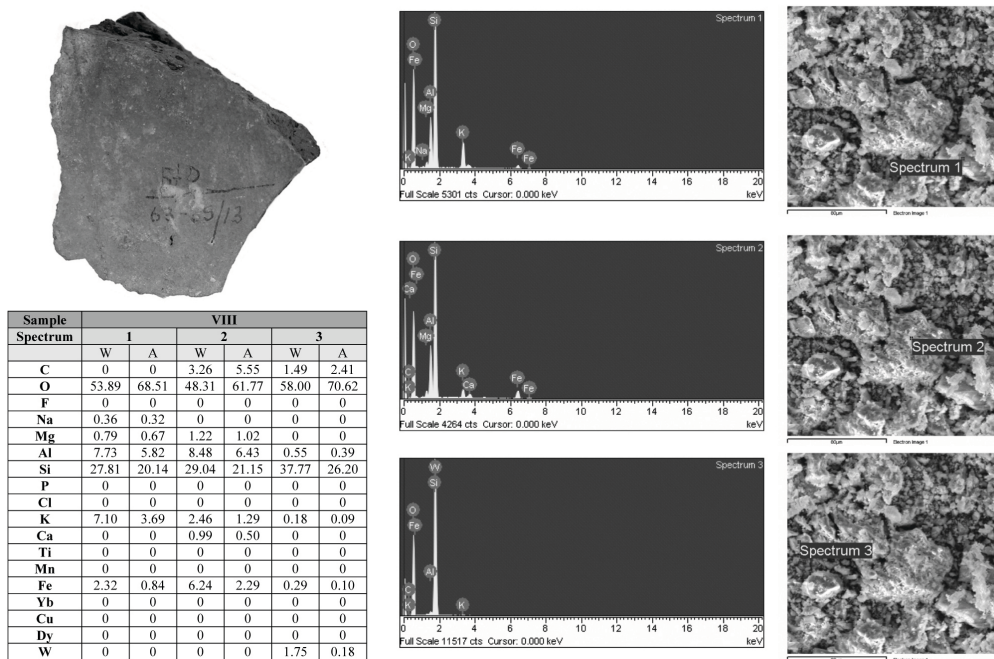 63-65/13
Sample VIII
Spectrum 1 2 3
W A W A W A
C 0 0 3.26 5.55 1.49 2.41
O 53.89 68.51 48.31 61.77 58.00 70.62
F 0 0 0 0 0 0
Na 0.36 0.32 0 0 0 0
Mg 0.79 0.67 1.22 1.02 0 0
Al 7.73 5.82 8.48 6.43 0.55 0.39
Si 27.81 20.14 29.04 21.15 37.77 26.20
P 0 0 0 0 0 0
Cl 0 0 0 0 0 0
K 7.10 3.69 2.46 1.29 0.18 0.09
Ca 0 0 0.99 0.50 0 0
Ti 0 0 0 0 0 0
Mn 0 0 0 0 0 0
Fe 2.32 0.84 6.24 2.29 0.29 0.10
Yb 0 0 0 0 0 0
Cu 0 0 0 0 0 0
Dy 0 0 0 0 0 0
W 0 0 0 0 1.75 0.18
Spectrum 1
Si
O
Fe
Al
Mg
K
Fe
K Na Fe
0 2 4 6 8 10 12 14 16 18 20
Full Scale 5301 cts Cursor: 0.000 keV keV
Spectrum 2
Si
O
Fe
Ca
Al
Mg
C K Fe
K Ca Fe
0 2 4 6 8 10 12 14 16 18 20
Full Scale 4264 cts Cursor: 0.000 keV keV
Spectrum 3
W
Si
O
Fe
Al
C
K K
0 2 4 6 8 10 12 14 16 18 20
Full Scale 11517 cts Cursor: 0.000 keV keV
Spectrum 1
60µm Electron Image 1
Spectrum 2
60µm Electron Image 1
Spectrum 3